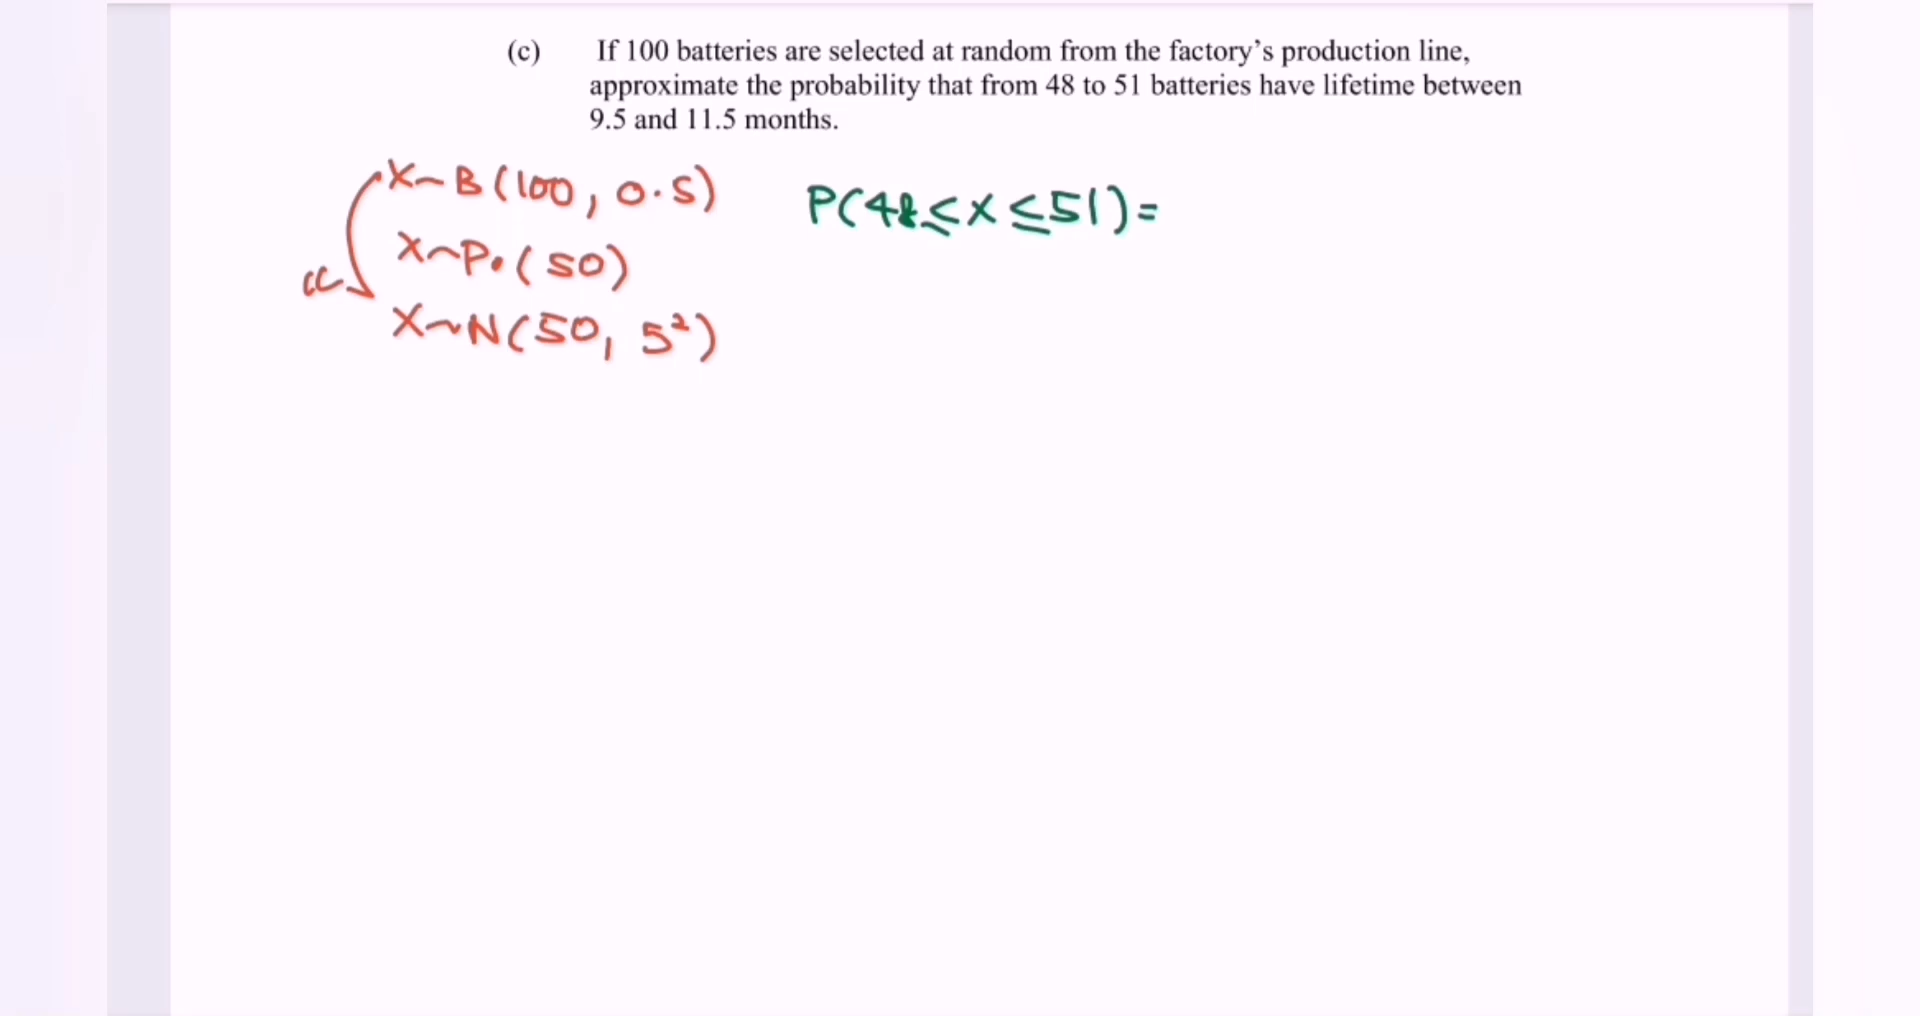 (c) If 100 batteries are selected at random from the factory's production line,
approximate the probability that from 48 to 51 batteries have lifetime between
9.5 and 11.5 months.
X~B(100, 0.5)
P(48≤X≤51)=
X~P₀(50)
CC
X~N(50, 5²)